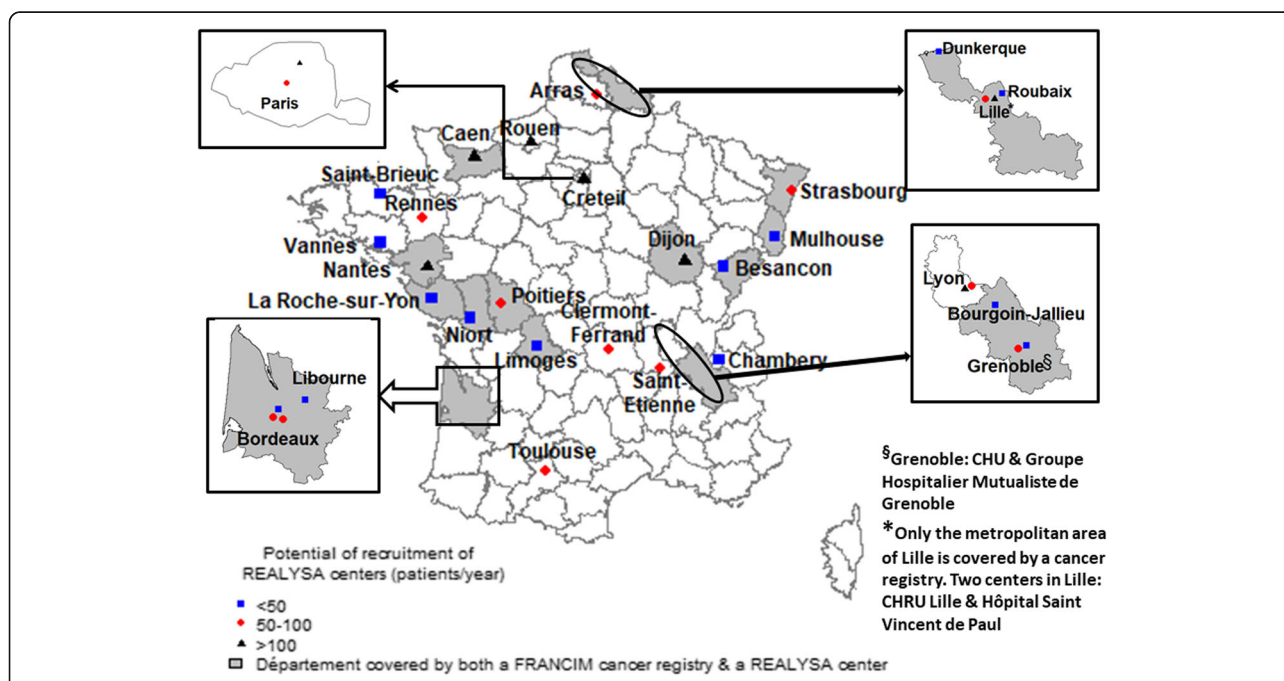 Paris
Arras
Dunkerque
Roubaix
Lille
*
Caen
Rouen
Creteil
Saint-Brieuc
Rennes
Strasbourg
Vannes
Nantes
Dijon
Mulhouse
Besancon
La Roche-sur-Yon
Poitiers
Niort
Clermont-
Ferrand
Limoges
Saint-
Etienne
Chambery
Lyon
Bourgoin-Jallieu
Grenoble§
Libourne
Bordeaux
Toulouse
§Grenoble: CHU & Groupe
Hospitalier Mutualiste de
Grenoble
*Only the metropolitan area
of Lille is covered by a cancer
registry. Two centers in Lille:
CHRU Lille & Hôpital Saint
Vincent de Paul
Potential of recruitment of
REALYSA centers (patients/year)
<50
50-100
>100
Département covered by both a FRANCIM cancer registry & a REALYSA center